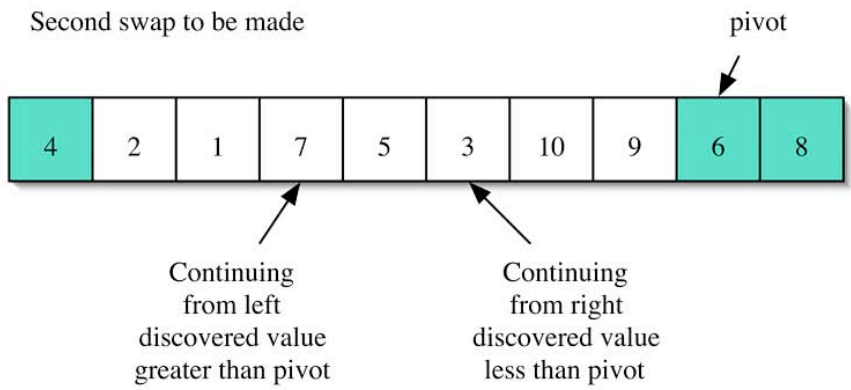 Second swap to be made
pivot
4 2 1 7 5 3 10 9 6 8
Continuing
from left
discovered value
greater than pivot
Continuing
from right
discovered value
less than pivot